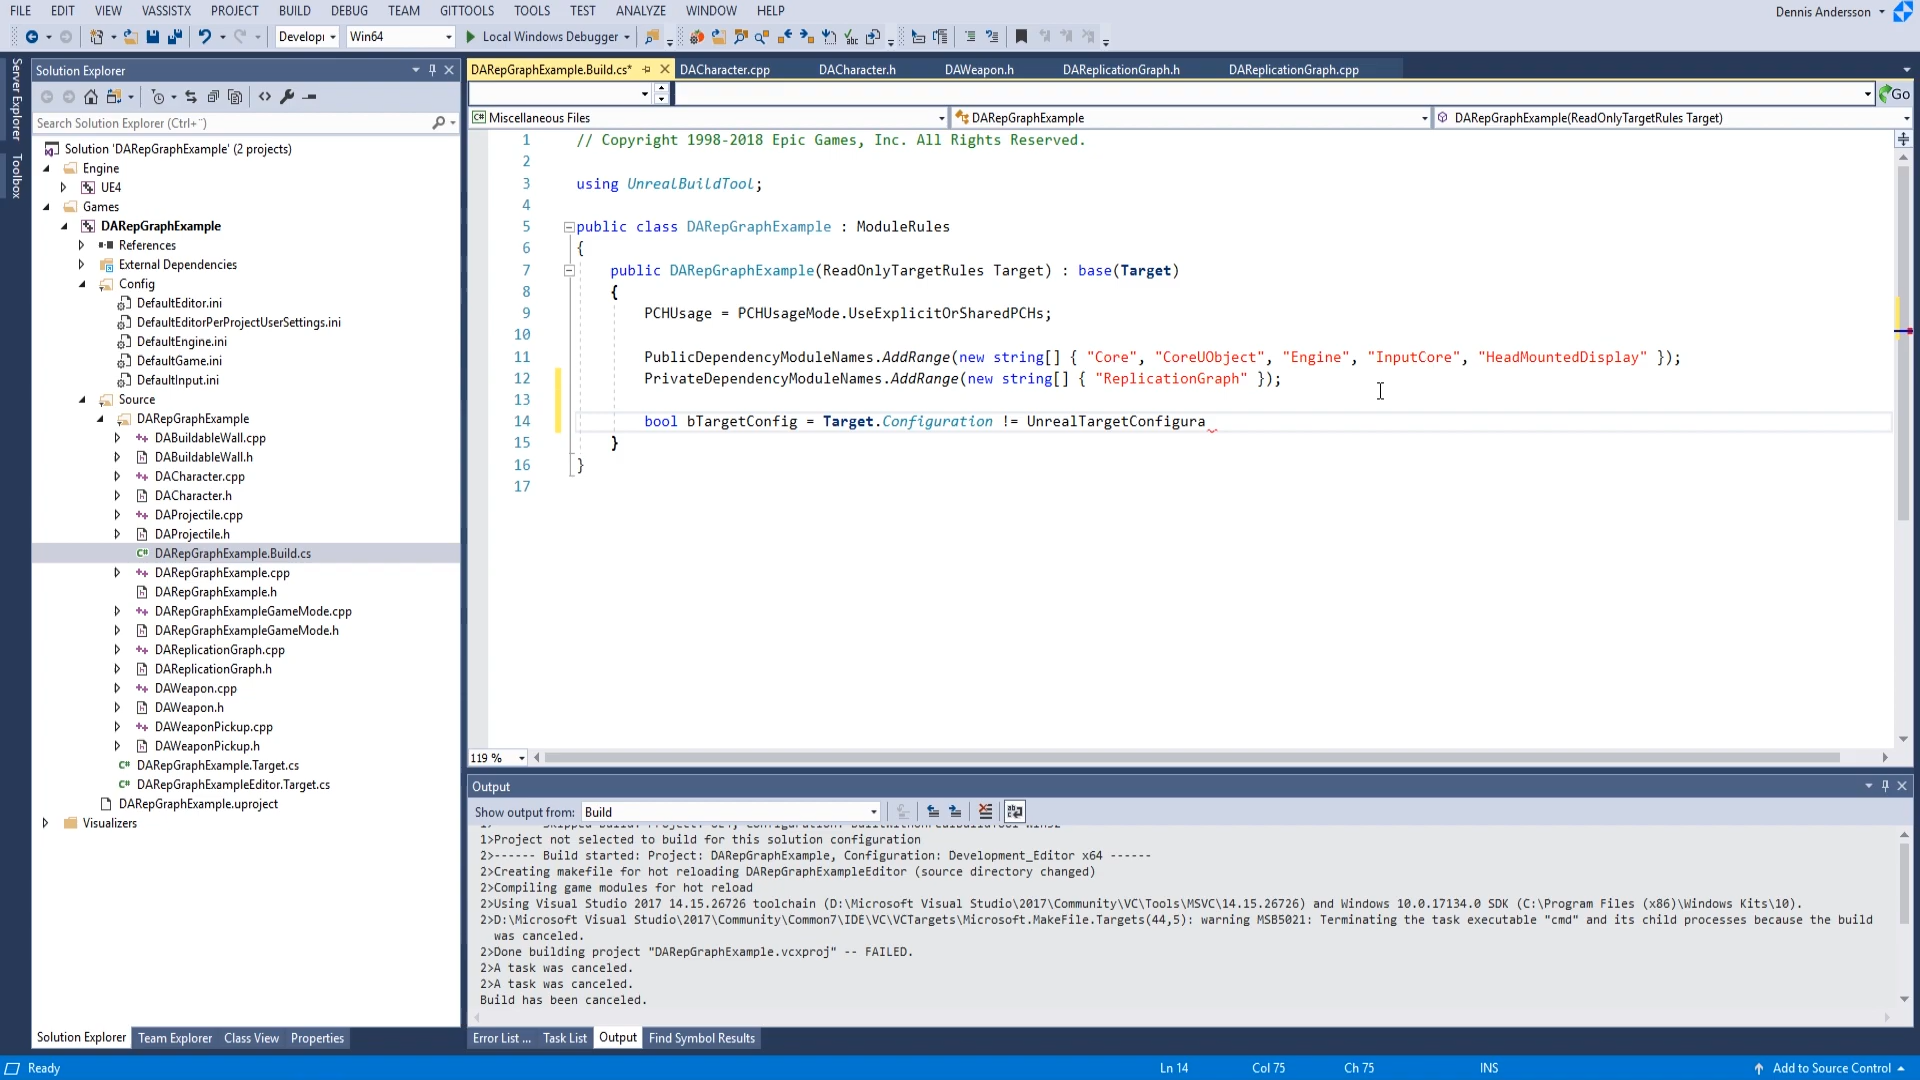 FILE EDIT VIEW VASSISTX PROJECT BUILD DEBUG TEAM GITTOOLS TOOLS TEST ANALYZE WINDOW HELP Dennis Andersson
Developi Win64 Local Windows Debugger
Server Explorer
Toolbox
Solution Explorer
Search Solution Explorer (Ctrl+¨)
Solution 'DARepGraphExample' (2 projects)
Engine
UE4
Games
DARepGraphExample
References
External Dependencies
Config
DefaultEditor.ini
DefaultEditorPerProjectUserSettings.ini
DefaultEngine.ini
DefaultGame.ini
DefaultInput.ini
Source
DARepGraphExample
DABuildableWall.cpp
DABuildableWall.h
DACharacter.cpp
DACharacter.h
DAProjectile.cpp
DAProjectile.h
DARepGraphExample.Build.cs
DARepGraphExample.cpp
DARepGraphExample.h
DARepGraphExampleGameMode.cpp
DARepGraphExampleGameMode.h
DAReplicationGraph.cpp
DAReplicationGraph.h
DAWeapon.cpp
DAWeapon.h
DAWeaponPickup.cpp
DAWeaponPickup.h
DARepGraphExample.Target.cs
DARepGraphExampleEditor.Target.cs
DARepGraphExample.uproject
Visualizers
Solution Explorer Team Explorer Class View Properties
DARepGraphExample.Build.cs* DACharacter.cpp DACharacter.h DAWeapon.h DAReplicationGraph.h DAReplicationGraph.cpp
Go
Miscellaneous Files DARepGraphExample DARepGraphExample(ReadOnlyTargetRules Target)
1 // Copyright 1998-2018 Epic Games, Inc. All Rights Reserved.
2
3 using UnrealBuildTool;
4
5 public class DARepGraphExample : ModuleRules
6 {
7 public DARepGraphExample(ReadOnlyTargetRules Target) : base(Target)
8 {
9 PCHUsage = PCHUsageMode.UseExplicitOrSharedPCHs;
10
11 PublicDependencyModuleNames.AddRange(new string[] { "Core", "CoreUObject", "Engine", "InputCore", "HeadMountedDisplay" });
12 PrivateDependencyModuleNames.AddRange(new string[] { "ReplicationGraph" });
13
14 bool bTargetConfig = Target.Configuration != UnrealTargetConfigura
15 }
16 }
17
119 %
Output
Show output from: Build
1>Project not selected to build for this solution configuration
2>------ Build started: Project: DARepGraphExample, Configuration: Development_Editor x64 ------
2>Creating makefile for hot reloading DARepGraphExampleEditor (source directory changed)
2>Compiling game modules for hot reload
2>Using Visual Studio 2017 14.15.26726 toolchain (D:\Microsoft Visual Studio\2017\Community\VC\Tools\MSVC\14.15.26726) and Windows 10.0.17134.0 SDK (C:\Program Files (x86)\Windows Kits\10).
2>D:\Microsoft Visual Studio\2017\Community\Common7\IDE\VC\VCTargets\Microsoft.MakeFile.Targets(44,5): warning MSB5021: Terminating the task executable "cmd" and its child processes because the build
was canceled.
2>Done building project "DARepGraphExample.vcxproj" -- FAILED.
2>A task was canceled.
2>A task was canceled.
Build has been canceled.
Error List ... Task List Output Find Symbol Results
Ready Ln 14 Col 75 Ch 75 INS Add to Source Control